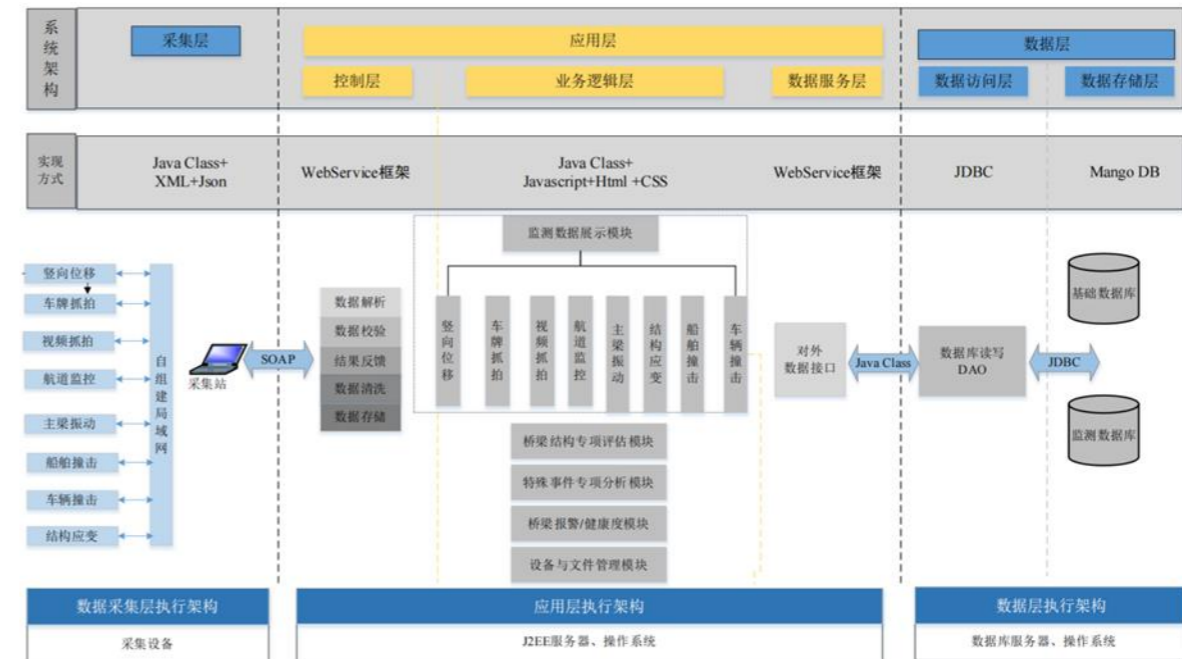 系统架构
采集层
应用层
数据层
控制层
业务逻辑层
数据服务层
数据访问层
数据存储层
实现
方式
Java Class+
XML+Json
WebService框架
Java Class+
Javascript+Html +CSS
WebService框架
JDBC
Mango DB
竖向位移
车牌抓拍
视频抓拍
航道监控
主梁振动
船舶撞击
车辆撞击
结构应变
自组建局域网
采集站
SOAP
数据解析
数据校验
结果反馈
数据清洗
数据存储
监测数据展示模块
竖向位移
车牌抓拍
视频抓拍
航道监控
主梁振动
结构应变
船舶撞击
车辆撞击
桥梁结构专项评估模块
特殊事件专项分析模块
桥梁报警/健康度模块
设备与文件管理模块
对外
数据接口
Java Class
数据库读写
DAO
JDBC
基础数据库
监测数据库
数据采集层执行架构
采集设备
应用层执行架构
J2EE服务器、操作系统
数据层执行架构
数据库服务器、操作系统